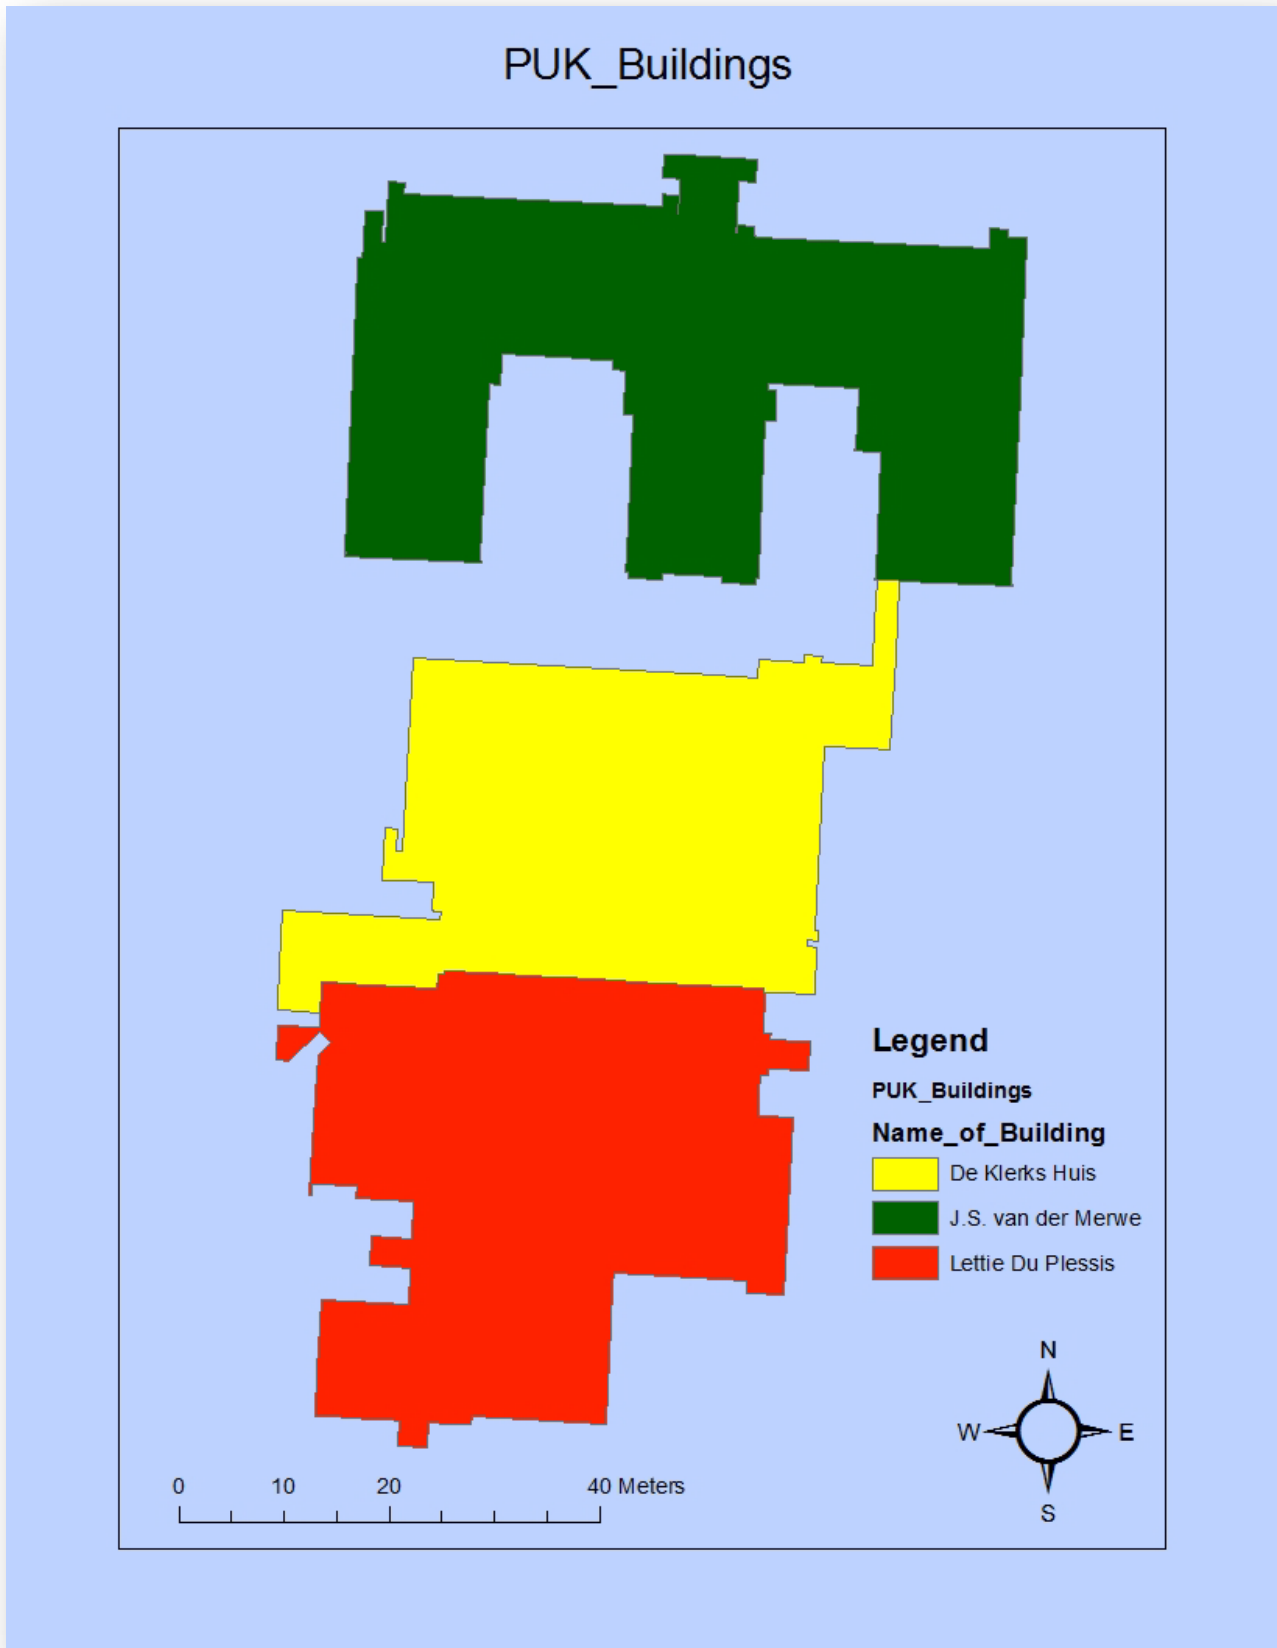 PUK_Buildings
Legend
PUK_Buildings
Name_of_Building
De Klerks Huis
J.S. van der Merwe
Lettie Du Plessis
N
W E
S
0 10 20 40 Meters